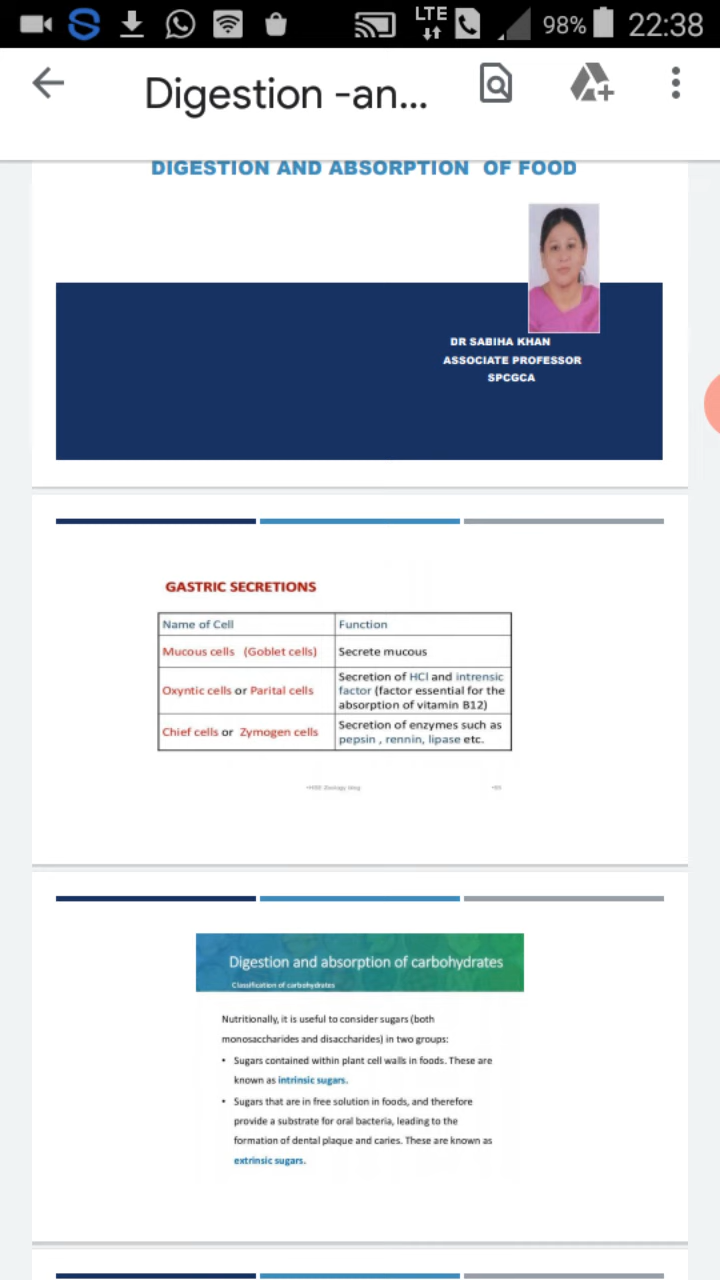 LTE
98%
22:38
Digestion -an...
DIGESTION AND ABSORPTION OF FOOD
DR SABIHA KHAN
ASSOCIATE PROFESSOR
SPCGCA
GASTRIC SECRETIONS
Name of Cell
Function
Mucous cells (Goblet cells)
Secrete mucous
Oxyntic cells or Parital cells
Secretion of HCl and intrensic
factor (factor essential for the
absorption of vitamin B12)
Chief cells or Zymogen cells
Secretion of enzymes such as
pepsin , rennin, lipase etc.
Digestion and absorption of carbohydrates
Classification of carbohydrates
Nutritionally, it is useful to consider sugars (both
monosaccharides and disaccharides) in two groups:
• Sugars contained within plant cell walls in foods. These are
known as intrinsic sugars.
• Sugars that are in free solution in foods, and therefore
provide a substrate for oral bacteria, leading to the
formation of dental plaque and caries. These are known as
extrinsic sugars.